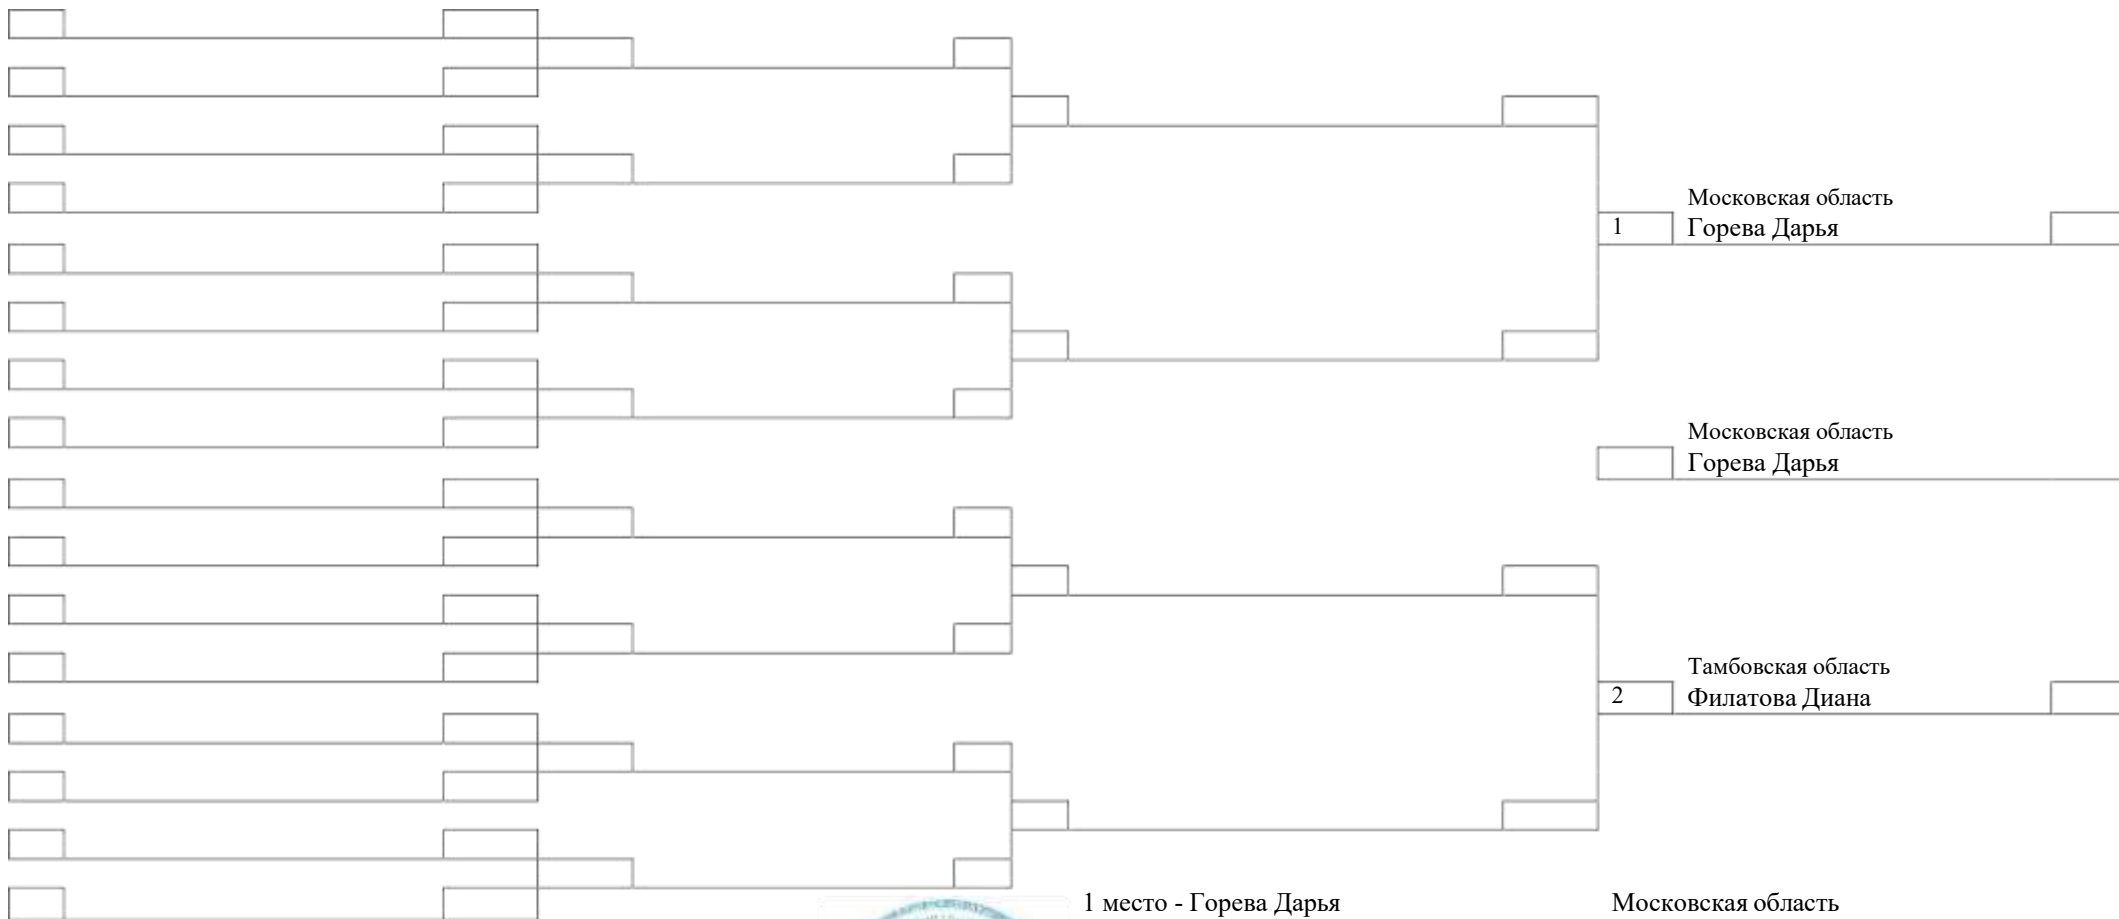 Московская область
1 Горева Дарья
Московская область
Горева Дарья
Тамбовская область
2 Филатова Диана
1 место - Горева Дарья Московская область